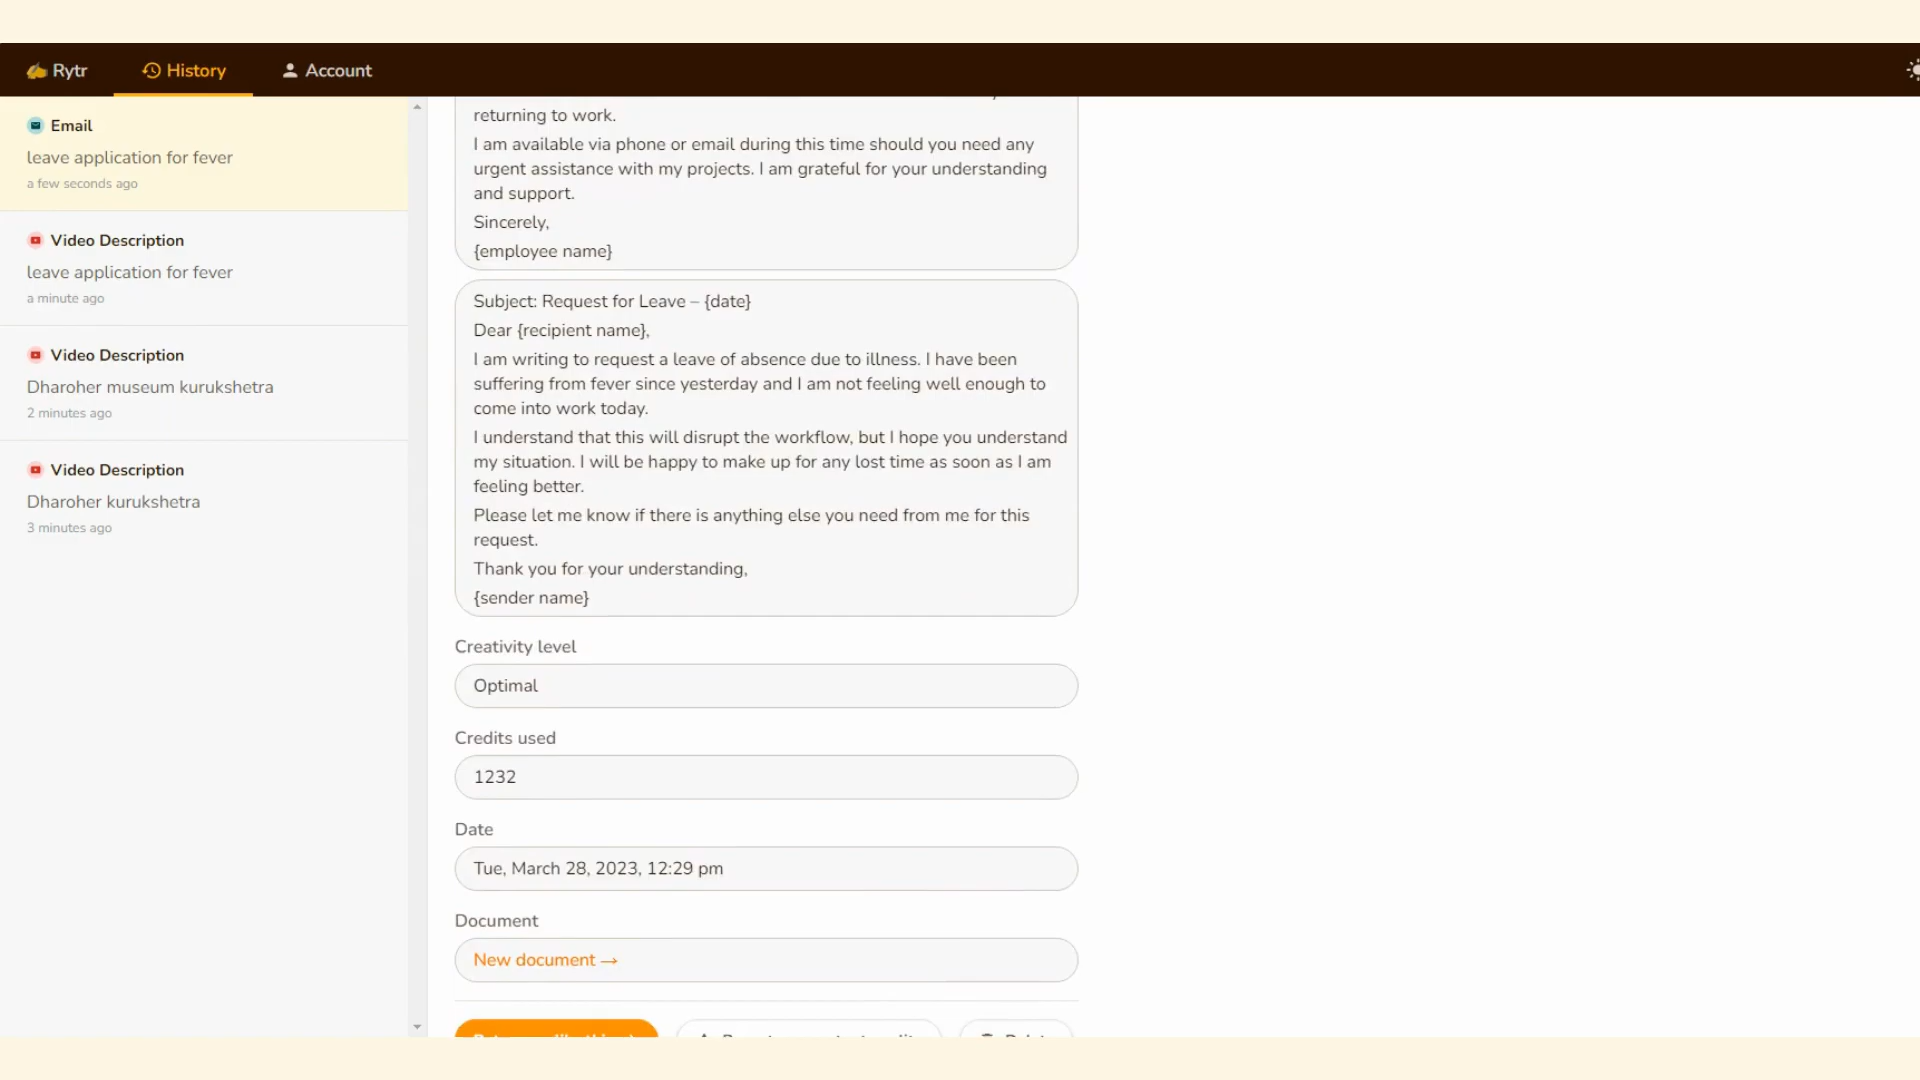 Rytr
History
Account
Email
leave application for fever
a few seconds ago
Video Description
leave application for fever
a minute ago
Video Description
Dharoher museum kurukshetra
2 minutes ago
Video Description
Dharoher kurukshetra
3 minutes ago
returning to work.
I am available via phone or email during this time should you need any
urgent assistance with my projects. I am grateful for your understanding
and support.
Sincerely,
{employee name}
Subject: Request for Leave – {date}
Dear {recipient name},
I am writing to request a leave of absence due to illness. I have been
suffering from fever since yesterday and I am not feeling well enough to
come into work today.
I understand that this will disrupt the workflow, but I hope you understand
my situation. I will be happy to make up for any lost time as soon as I am
feeling better.
Please let me know if there is anything else you need from me for this
request.
Thank you for your understanding,
{sender name}
Creativity level
Optimal
Credits used
1232
Date
Tue, March 28, 2023, 12:29 pm
Document
New document →